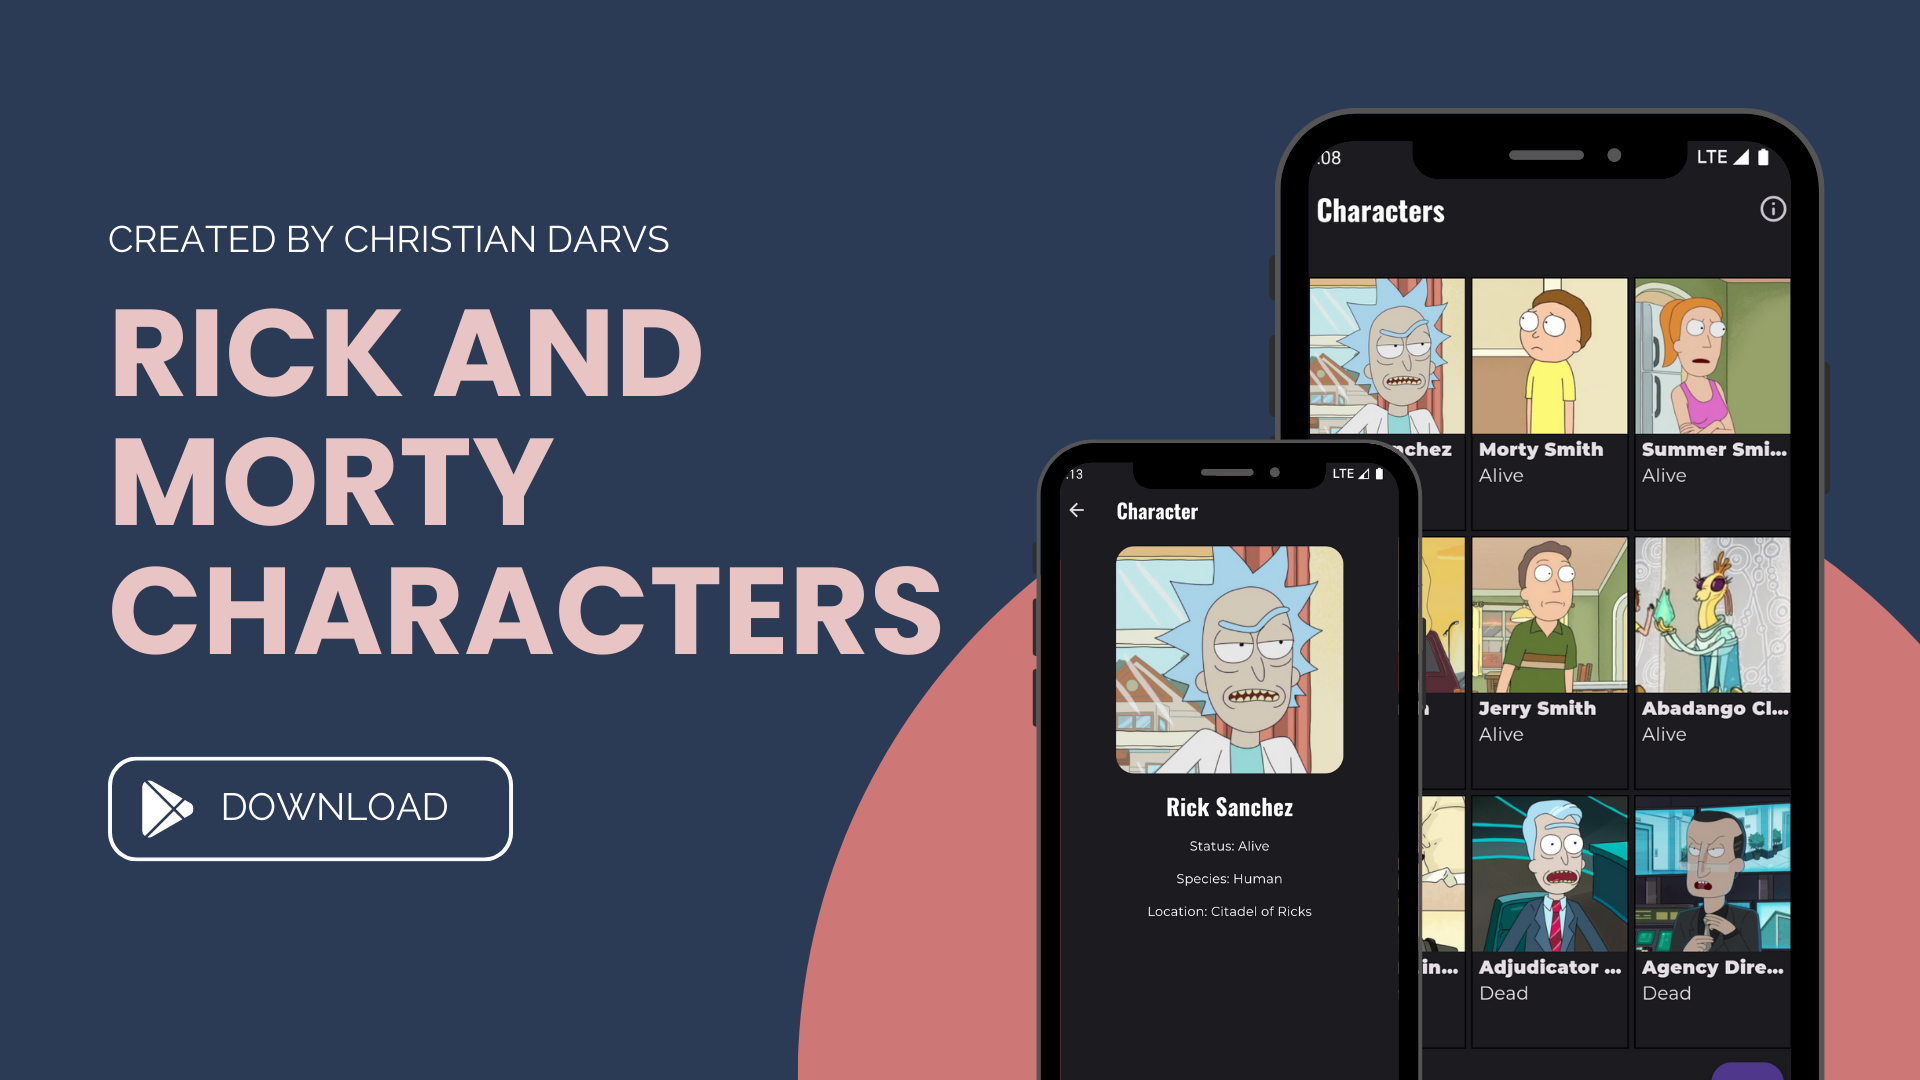 CREATED BY CHRISTIAN DARVS
RICK AND
MORTY
CHARACTERS
DOWNLOAD
:08
LTE
Characters
nchez
Morty Smith
Summer Smi...
Alive
Alive
Jerry Smith
Abadango Cl...
Alive
Alive
in...
Adjudicator ...
Agency Dire...
Dead
Dead
:13
LTE
Character
Rick Sanchez
Status: Alive
Species: Human
Location: Citadel of Ricks